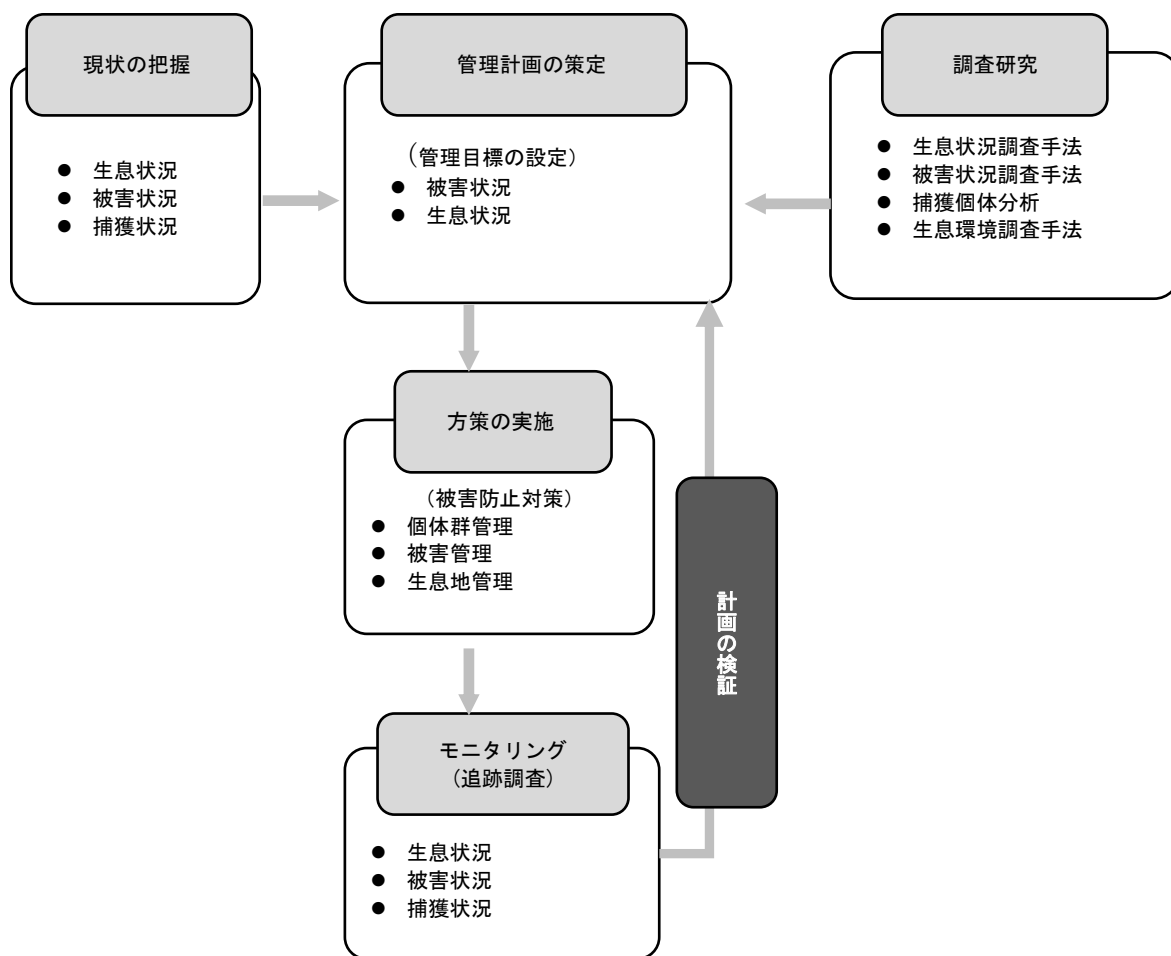 現状の把握
● 生息状況
● 被害状況
● 捕獲状況
管理計画の策定
(管理目標の設定)
● 被害状況
● 生息状況
調査研究
● 生息状況調査手法
● 被害状況調査手法
● 捕獲個体分析
● 生息環境調査手法
方策の実施
(被害防止対策)
● 個体群管理
● 被害管理
● 生息地管理
計画の検証
モニタリング
(追跡調査)
● 生息状況
● 被害状況
● 捕獲状況